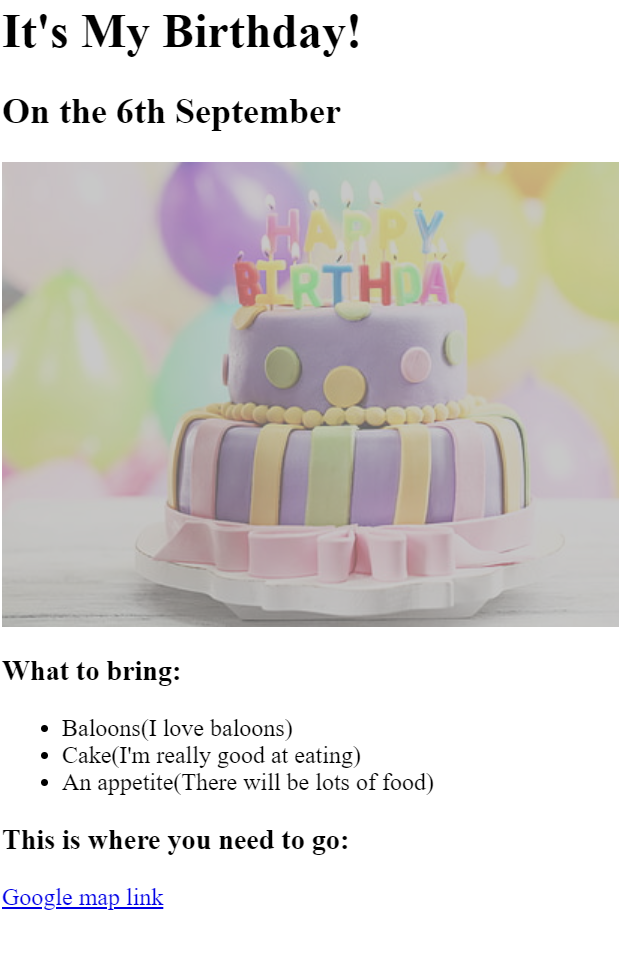 It's My Birthday!
On the 6th September
HAPPY
BIRTHDAY
What to bring:
Baloons(I love baloons)
Cake(I'm really good at eating)
An appetite(There will be lots of food)
This is where you need to go:
Google map link